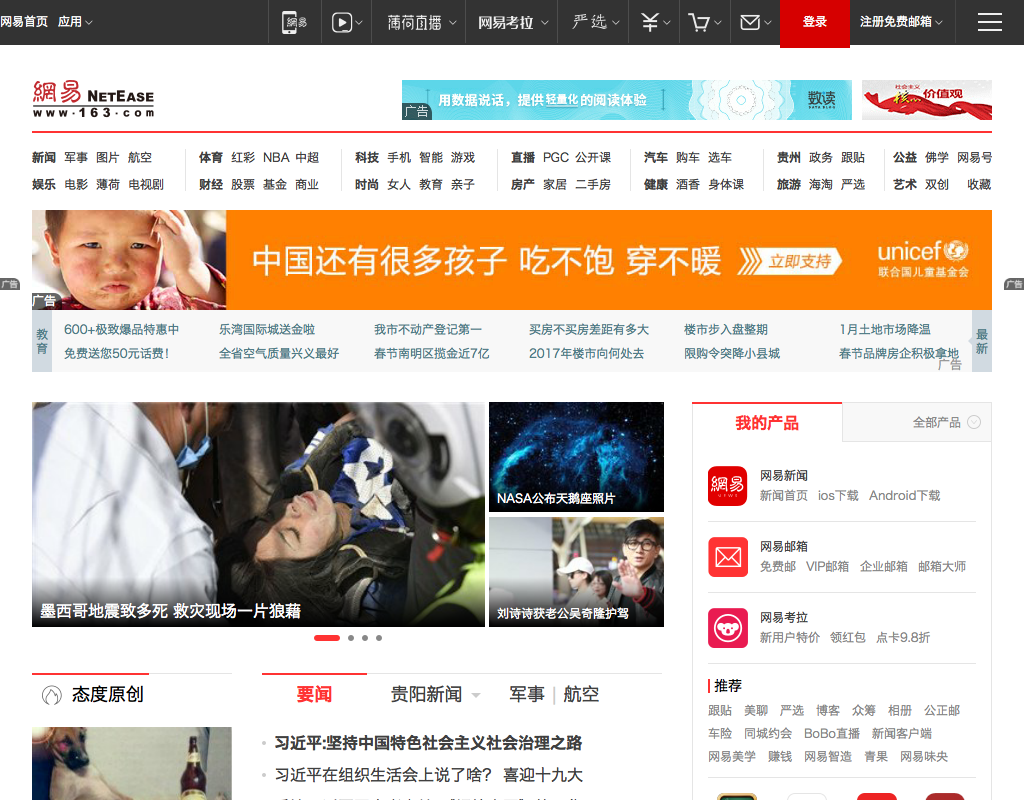 网易首页 应用 網易 薄荷直播 网易考拉 严选 登录 注册免费邮箱
網易 NETEASE
www.163.com
用数据说话，提供轻量化的阅读体验 数读
广告
社会主义 核心 价值观
新闻 军事 图片 航空 体育 红彩 NBA 中超 科技 手机 智能 游戏 直播 PGC 公开课 汽车 购车 选车 贵州 政务 跟贴 公益 佛学 网易号
娱乐 电影 薄荷 电视剧 财经 股票 基金 商业 时尚 女人 教育 亲子 房产 家居 二手房 健康 酒香 身体课 旅游 海淘 严选 艺术 双创 收藏
中国还有很多孩子 吃不饱 穿不暖 立即支持 unicef
联合国儿童基金会
广告
广告 广告
教育 600+极致爆品特惠中 乐湾国际城送金啦 我市不动产登记第一 买房不买房差距有多大 楼市步入盘整期 1月土地市场降温 最新
免费送您50元话费！ 全省空气质量兴义最好 春节南明区揽金近7亿 2017年楼市向何处去 限购令突降小县城 春节品牌房企积极拿地
广告
墨西哥地震致多死 救灾现场一片狼藉
NASA公布天鹅座照片
刘诗诗获老公吴奇隆护驾
我的产品 全部产品
網易 NEWS
网易新闻
新闻首页 ios下载 Android下载
网易邮箱
免费邮 VIP邮箱 企业邮箱 邮箱大师
网易考拉
新用户特价 领红包 点卡9.8折
推荐
跟贴 美聊 严选 博客 众筹 相册 公正邮
车险 同城约会 BoBo直播 新闻客户端
网易美学 赚钱 网易智造 青果 网易味央
态度原创
要闻 贵阳新闻 军事 | 航空
习近平:坚持中国特色社会主义社会治理之路
习近平在组织生活会上说了啥？ 喜迎十九大